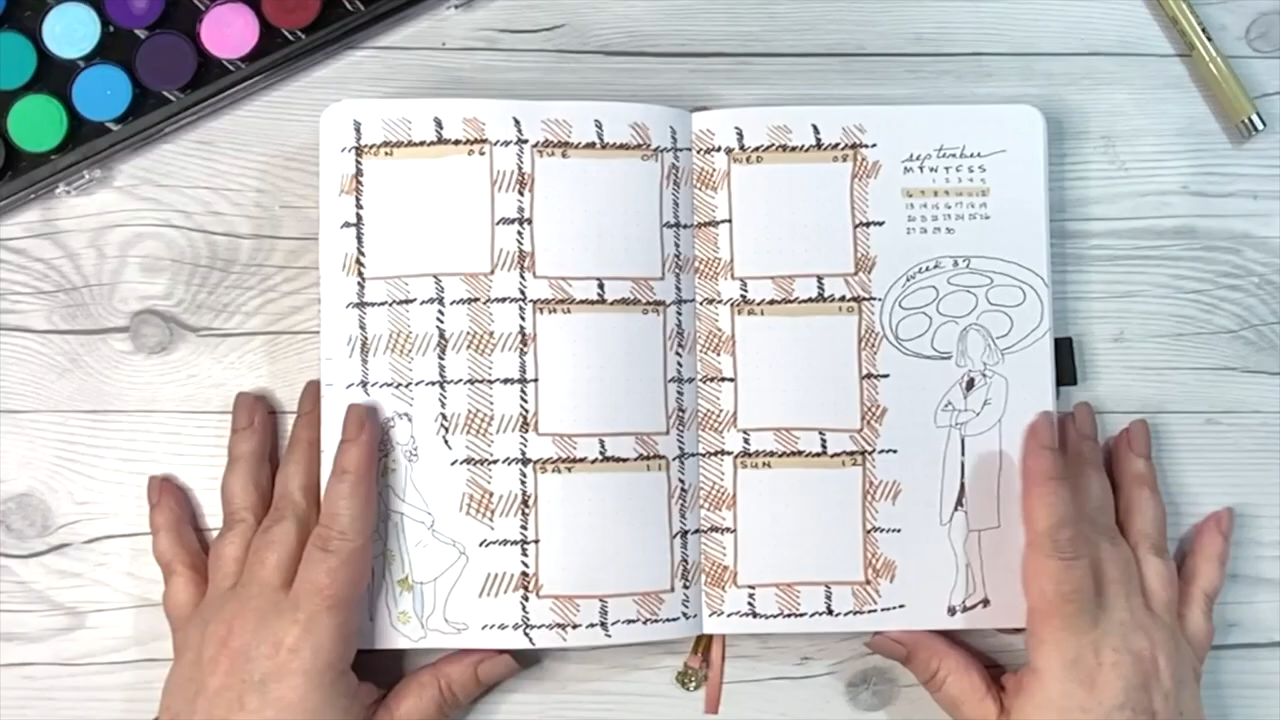 MON 06
TUE 07
WED 08
THU 09
FRI 10
SAT 11
SUN 12
september
M T W T F S S
1 2 3 4 5
6 7 8 9 10 11 12
13 14 15 16 17 18 19
20 21 22 23 24 25 26
27 28 29 30
week 37